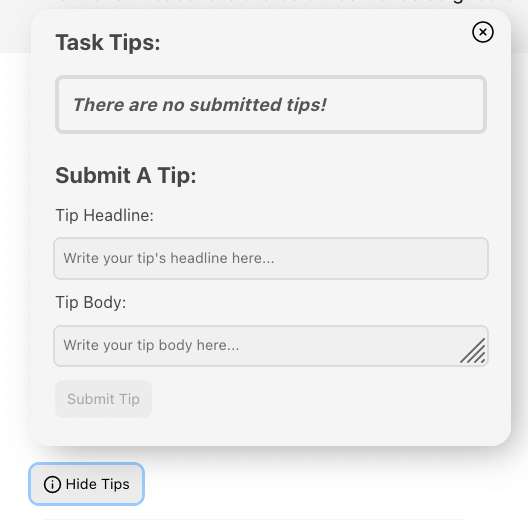 Task Tips:
There are no submitted tips!
Submit A Tip:
Tip Headline:
Write your tip's headline here...
Tip Body:
Write your tip body here...
Submit Tip
Hide Tips